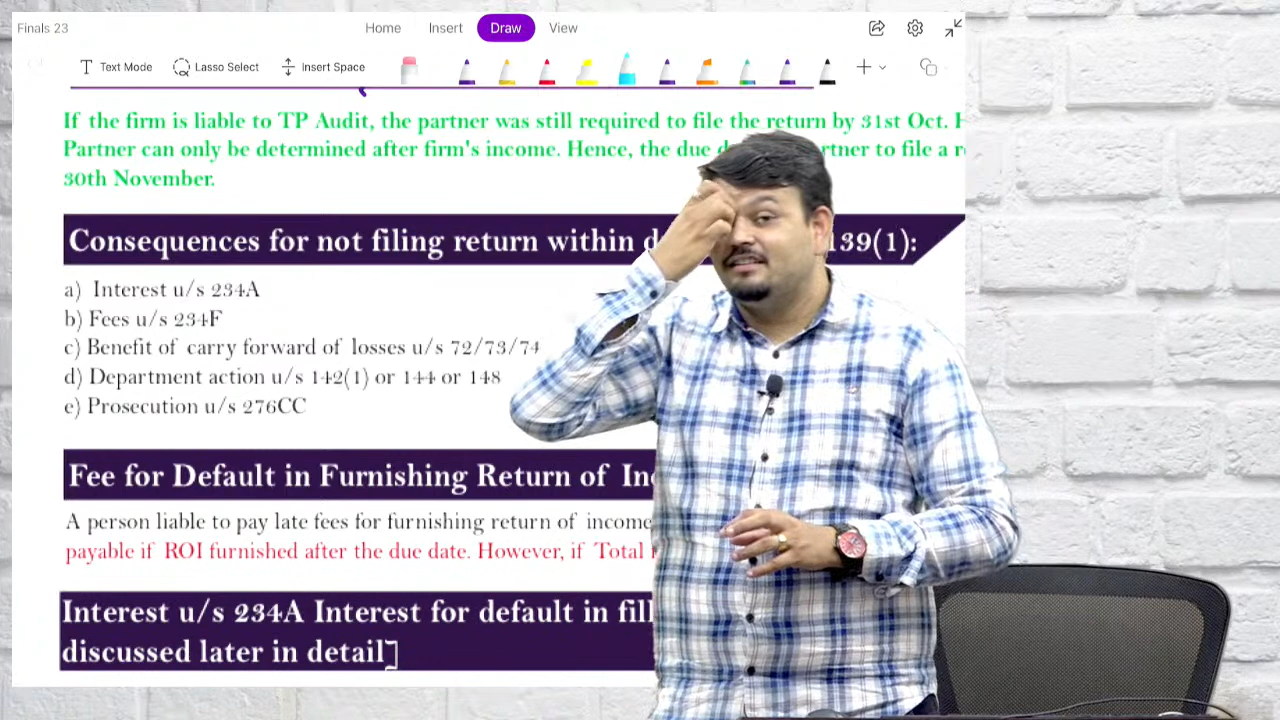 Finals 23
Home Insert Draw View
Text Mode Lasso Select Insert Space
If the firm is liable to TP Audit, the partner was still required to file the return by 31st Oct.
Partner can only be determined after firm's income. Hence, the due to file a
30th November.
Consequences for not filing return within 139(1):
a) Interest u/s 234A
b) Fees u/s 234F
c) Benefit of carry forward of losses u/s 72/73/74
d) Department action u/s 142(1) or 144 or 148
e) Prosecution u/s 276CC
Fee for Default in Furnishing Return of
A person liable to pay late fees for furnishing return of income
payable if ROI furnished after the due date. However, if Total
Interest u/s 234A Interest for default in
discussed later in detail]